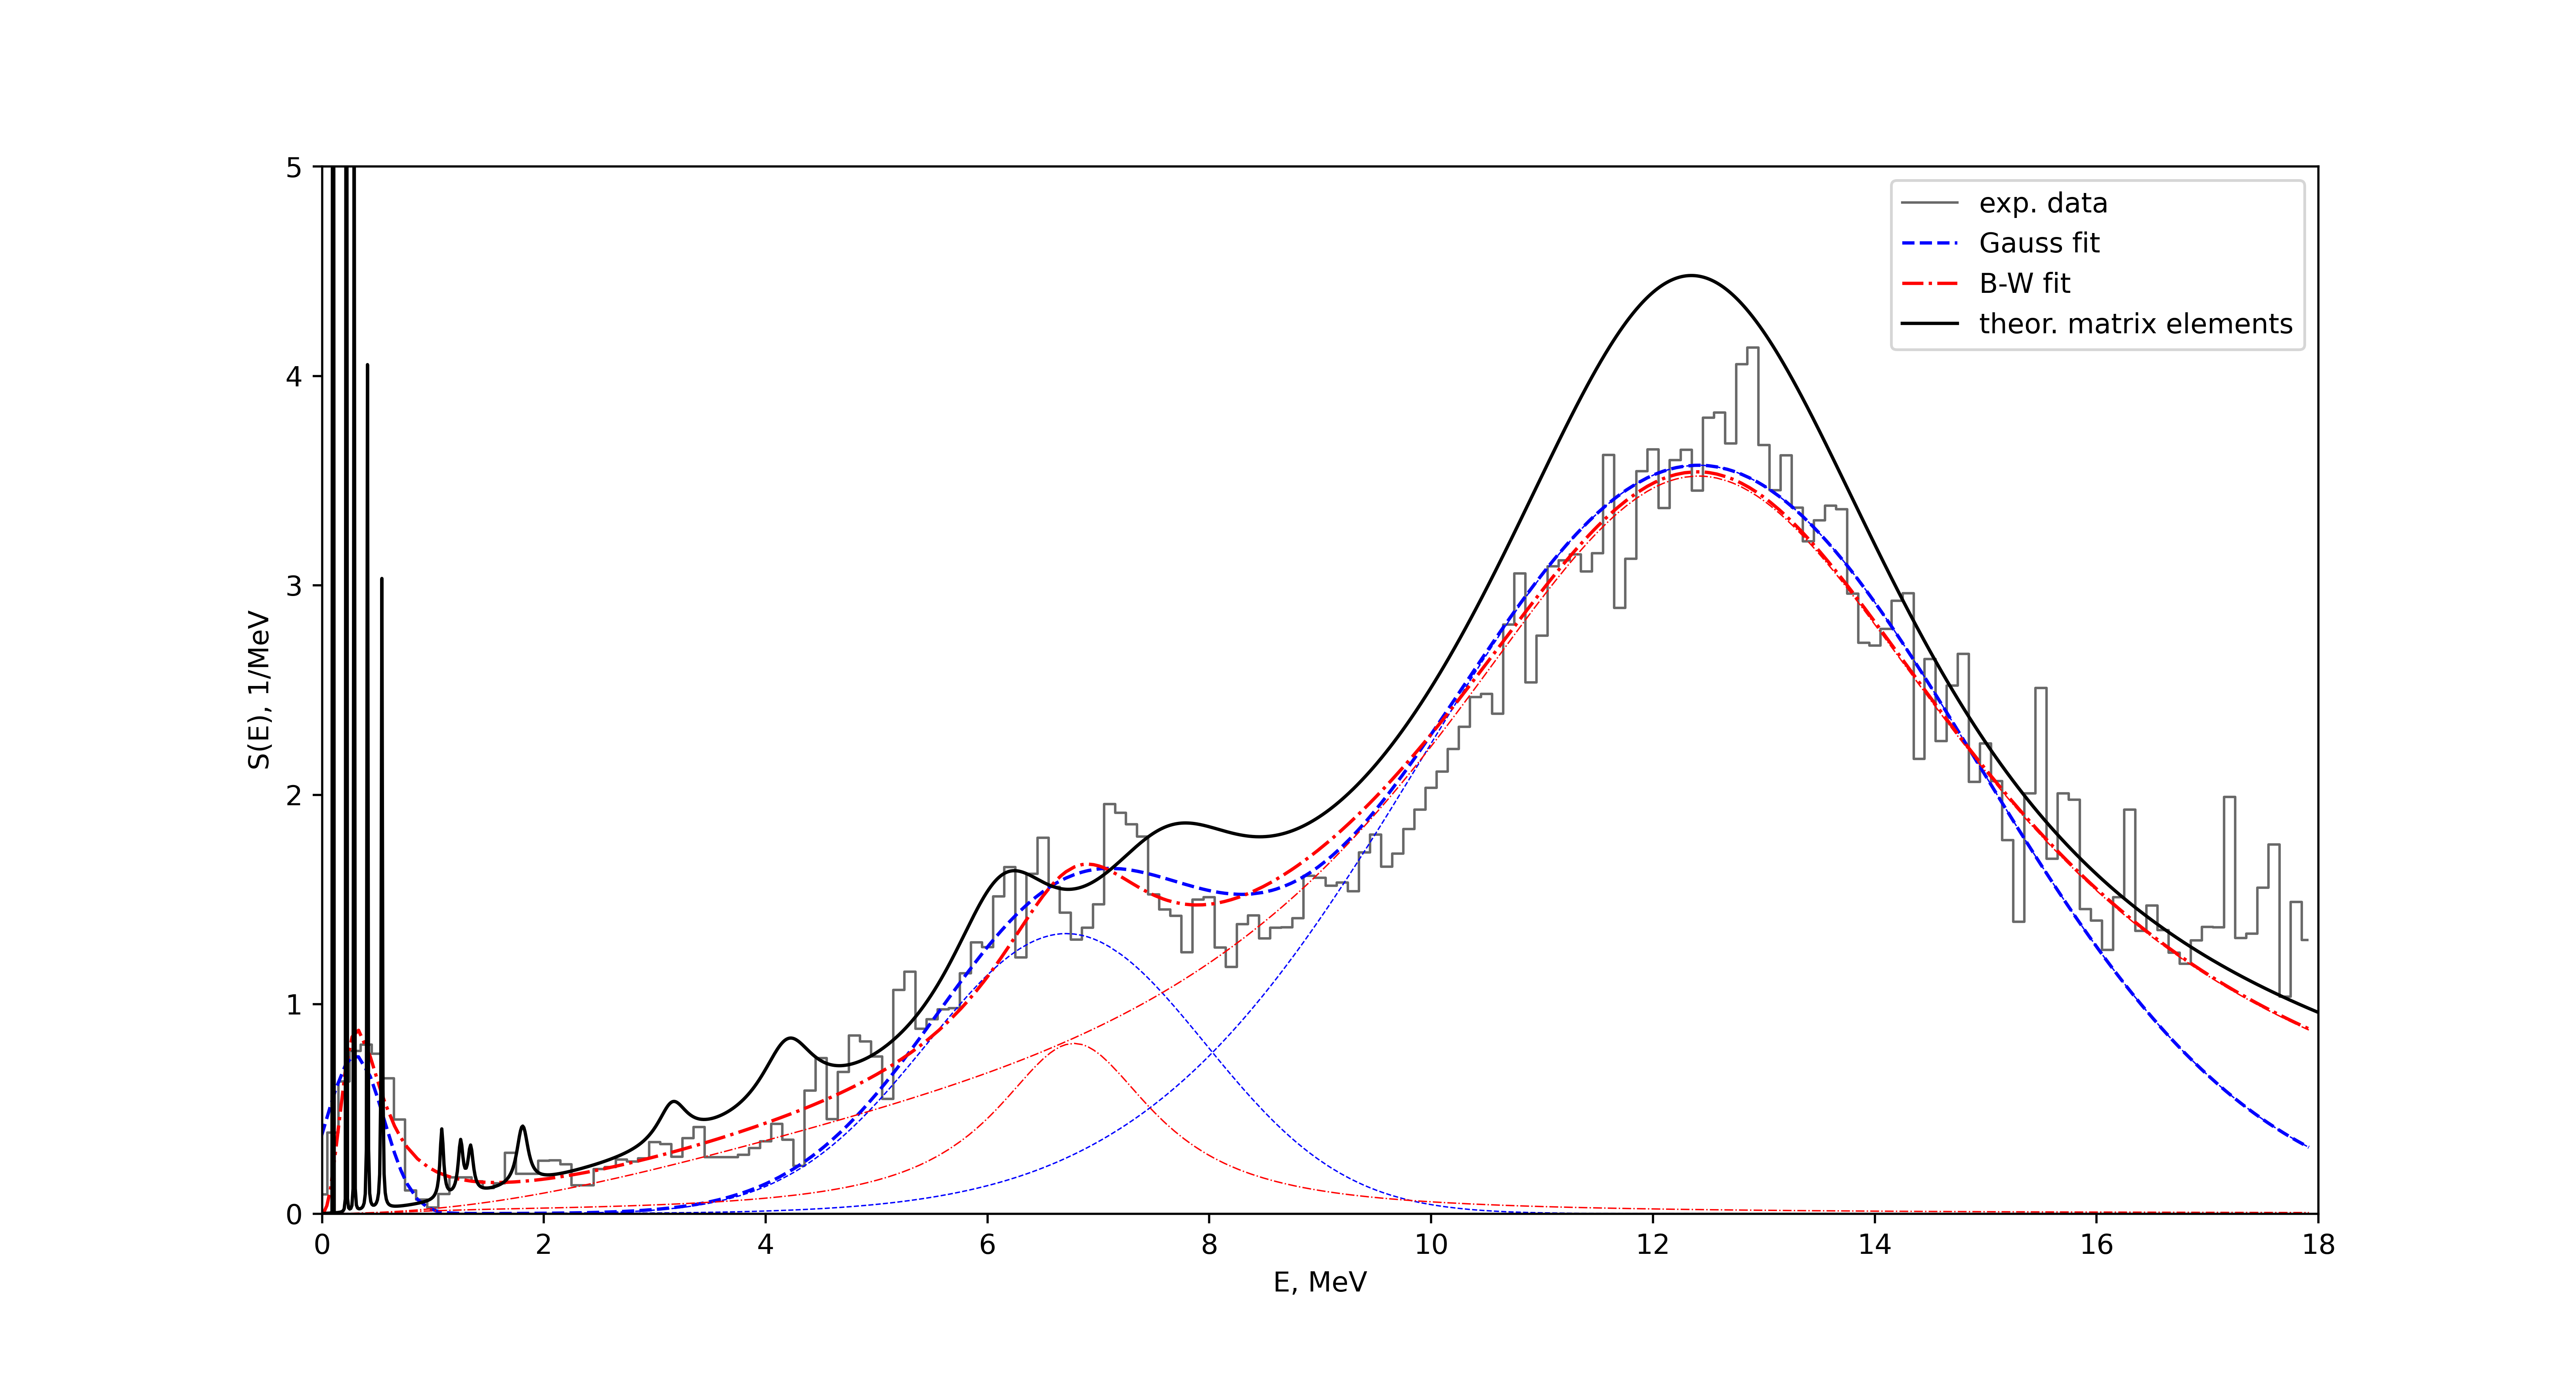 5
4
3
2
1
0
S(E), 1/MeV
exp. data
Gauss fit
B-W fit
theor. matrix elements
0 2 4 6 8 10 12 14 16 18
E, MeV